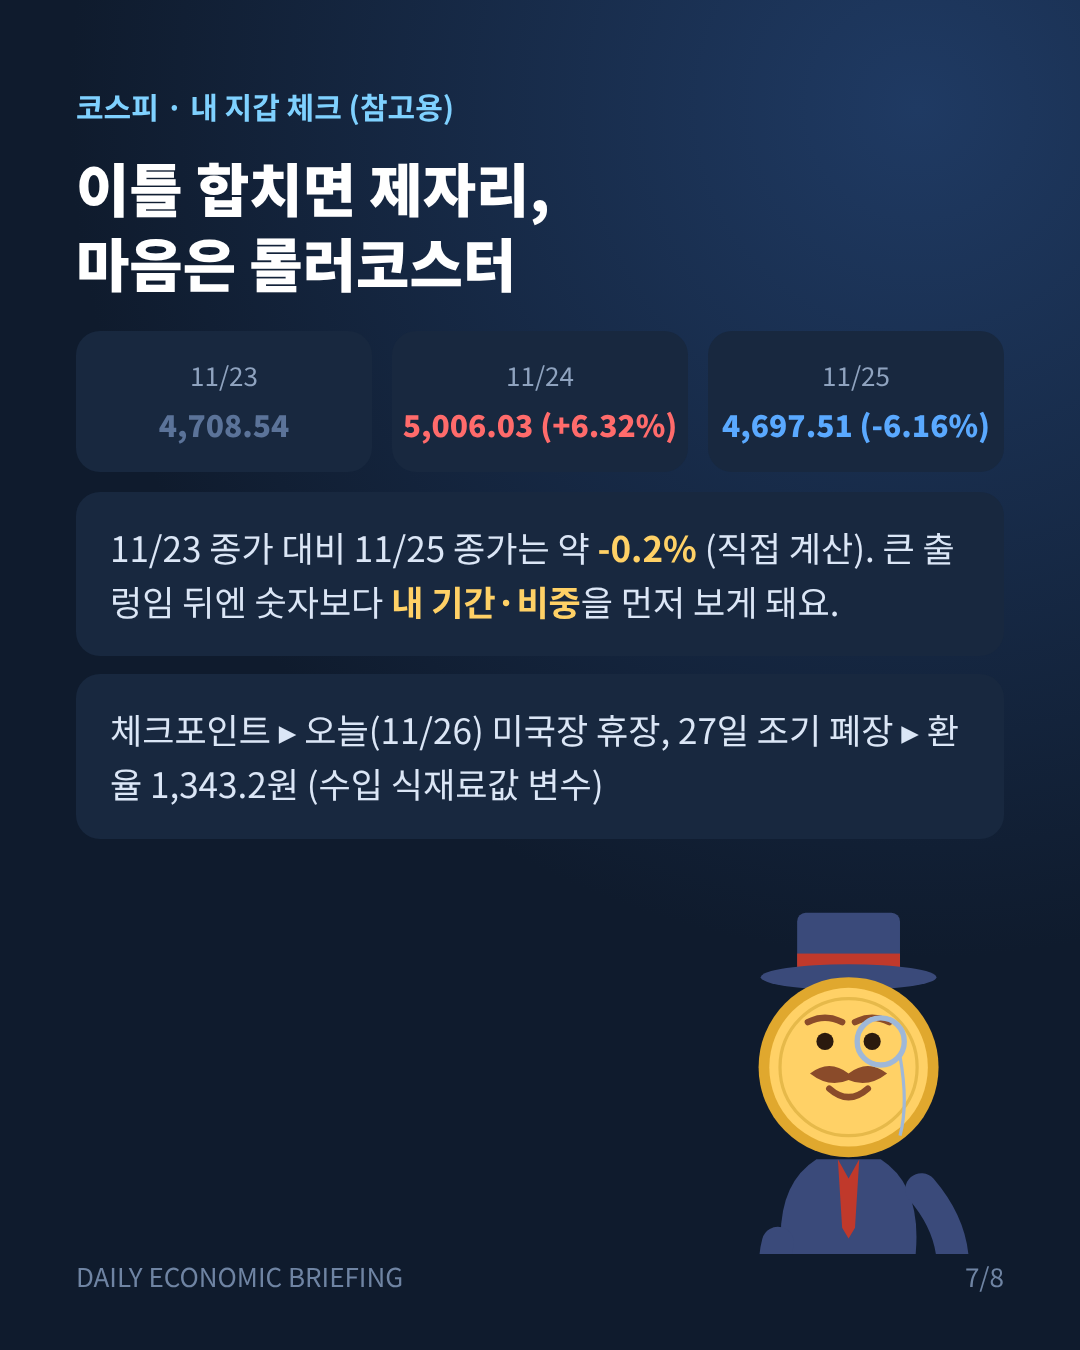 코스피 · 내 지갑 체크 (참고용)
이틀 합치면 제자리,
마음은 롤러코스터
11/23
4,708.54
11/24
5,006.03 (+6.32%)
11/25
4,697.51 (-6.16%)
11/23 종가 대비 11/25 종가는 약 -0.2% (직접 계산). 큰 출
렁임 뒤엔 숫자보다 내 기간·비중을 먼저 보게 돼요.
체크포인트 ▸ 오늘(11/26) 미국장 휴장, 27일 조기 폐장 ▸ 환
율 1,343.2원 (수입 식재료값 변수)
DAILY ECONOMIC BRIEFING
7/8